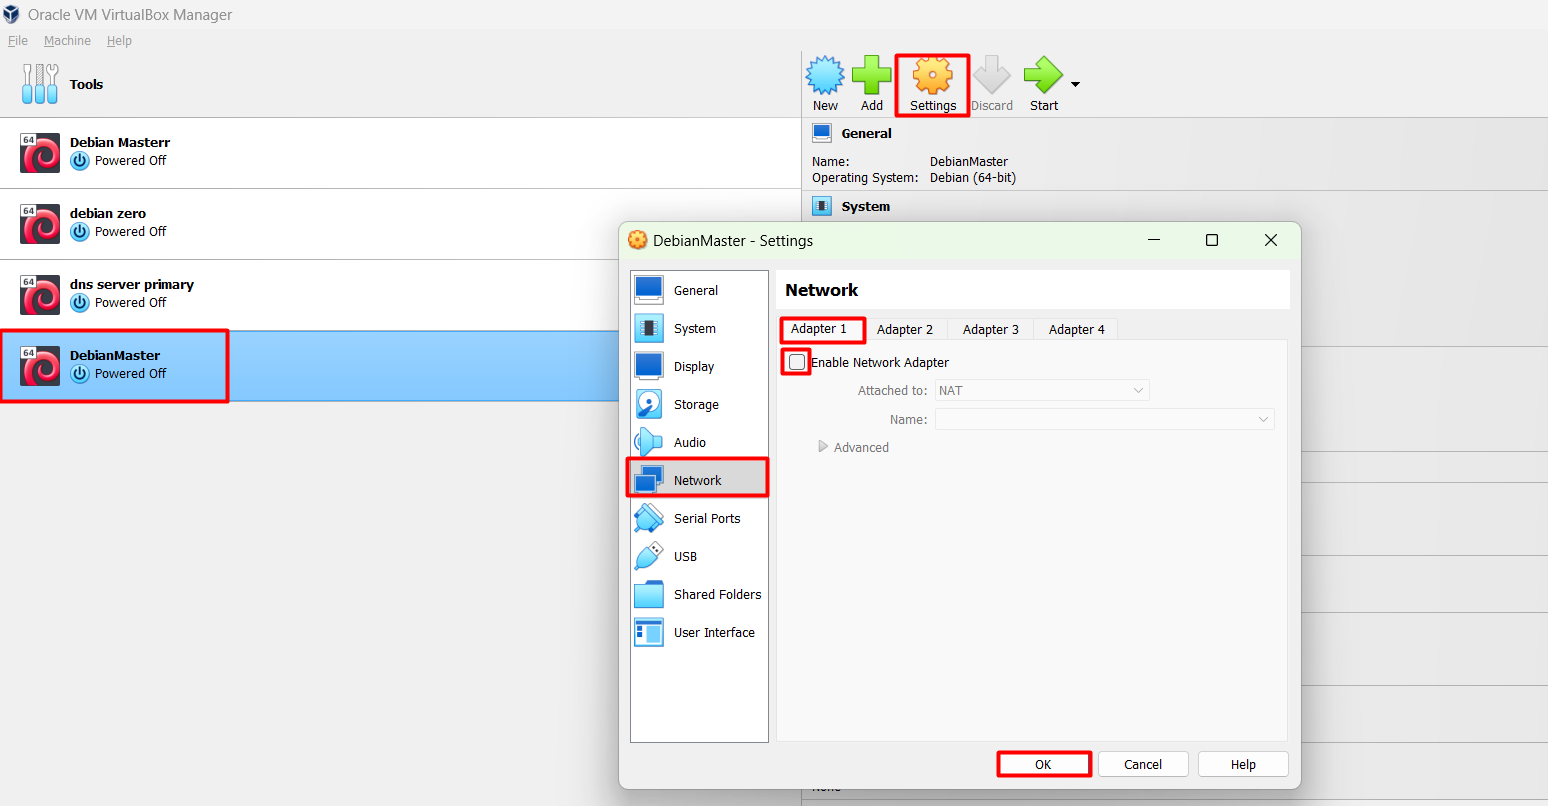 Oracle VM VirtualBox Manager
File Machine Help
Tools
New Add Settings Discard Start
64 Debian Masterr
Powered Off
64 debian zero
Powered Off
64 dns server primary
Powered Off
64 DebianMaster
Powered Off
General
Name: DebianMaster
Operating System: Debian (64-bit)
System
DebianMaster - Settings
General
System
Display
Storage
Audio
Network
Serial Ports
USB
Shared Folders
User Interface
Network
Adapter 1 Adapter 2 Adapter 3 Adapter 4
Enable Network Adapter
Attached to: NAT
Name:
Advanced
OK Cancel Help
None